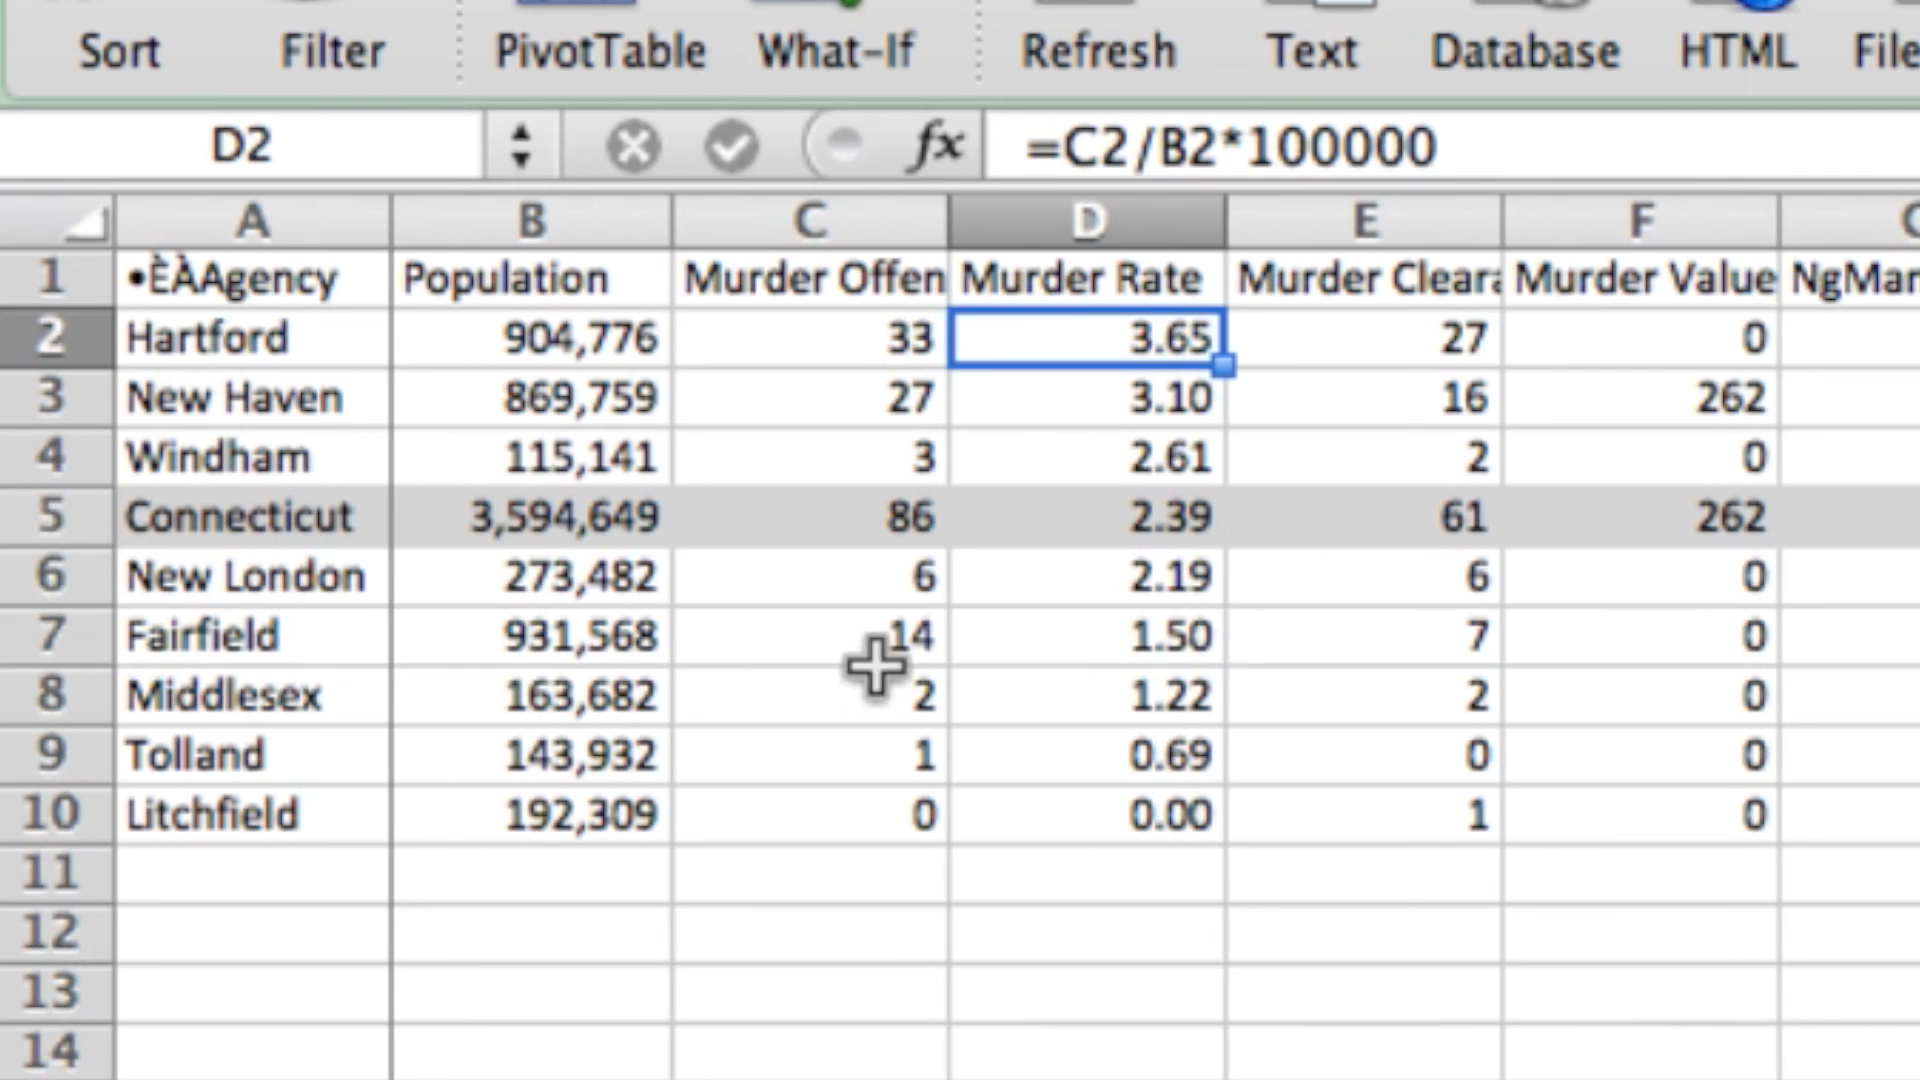 Sort Filter PivotTable What-If Refresh Text Database HTML File
D2 fx =C2/B2*100000
A B C D E F
1 •ÈÀAgency Population Murder Offen Murder Rate Murder Cleara Murder Value NgMan
2 Hartford 904,776 33 3.65 27 0
3 New Haven 869,759 27 3.10 16 262
4 Windham 115,141 3 2.61 2 0
5 Connecticut 3,594,649 86 2.39 61 262
6 New London 273,482 6 2.19 6 0
7 Fairfield 931,568 14 1.50 7 0
8 Middlesex 163,682 2 1.22 2 0
9 Tolland 143,932 1 0.69 0 0
10 Litchfield 192,309 0 0.00 1 0
11
12
13
14